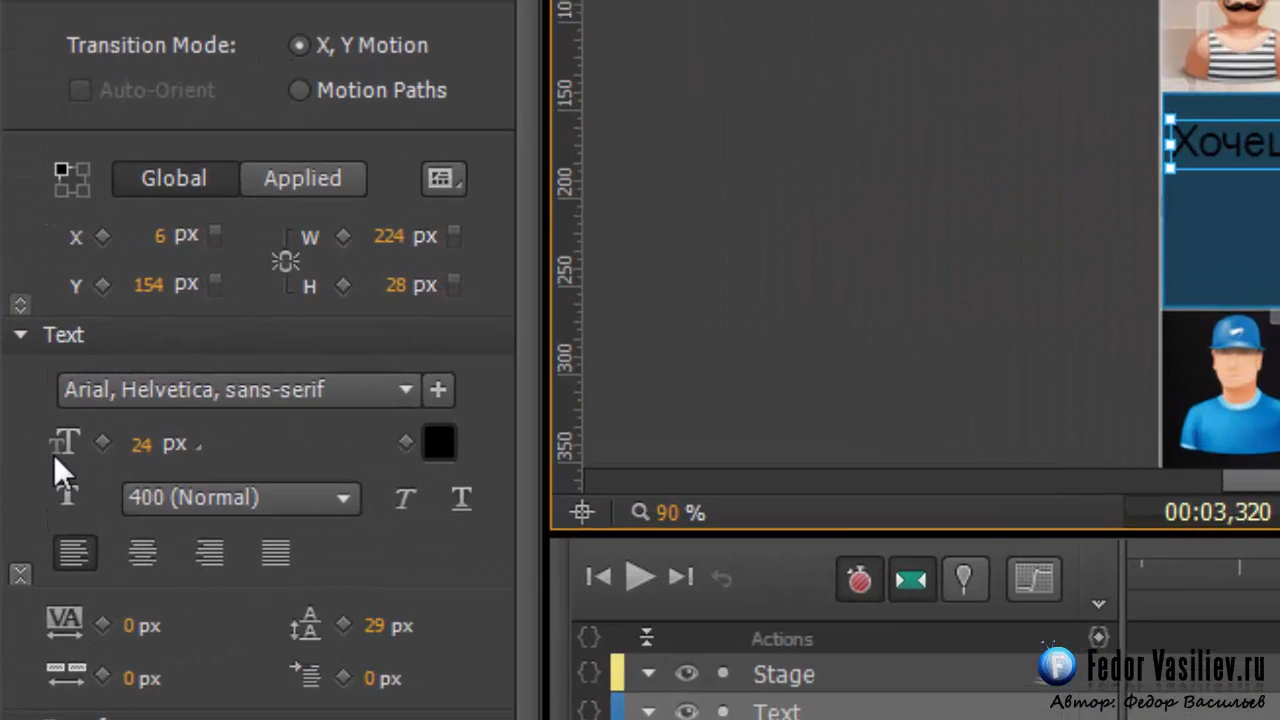 Transition Mode:
X, Y Motion
Auto-Orient
Motion Paths
Global
Applied
X
6 px
W
224 px
Y
154 px
H
28 px
Text
Arial, Helvetica, sans-serif
24 px
400 (Normal)
0 px
29 px
0 px
0 px
150
200
250
300
350
Хочеш
90 %
00:03,320
Actions
Stage
Text
Fedor Vasiliev.ru
Автор: Федор Васильев